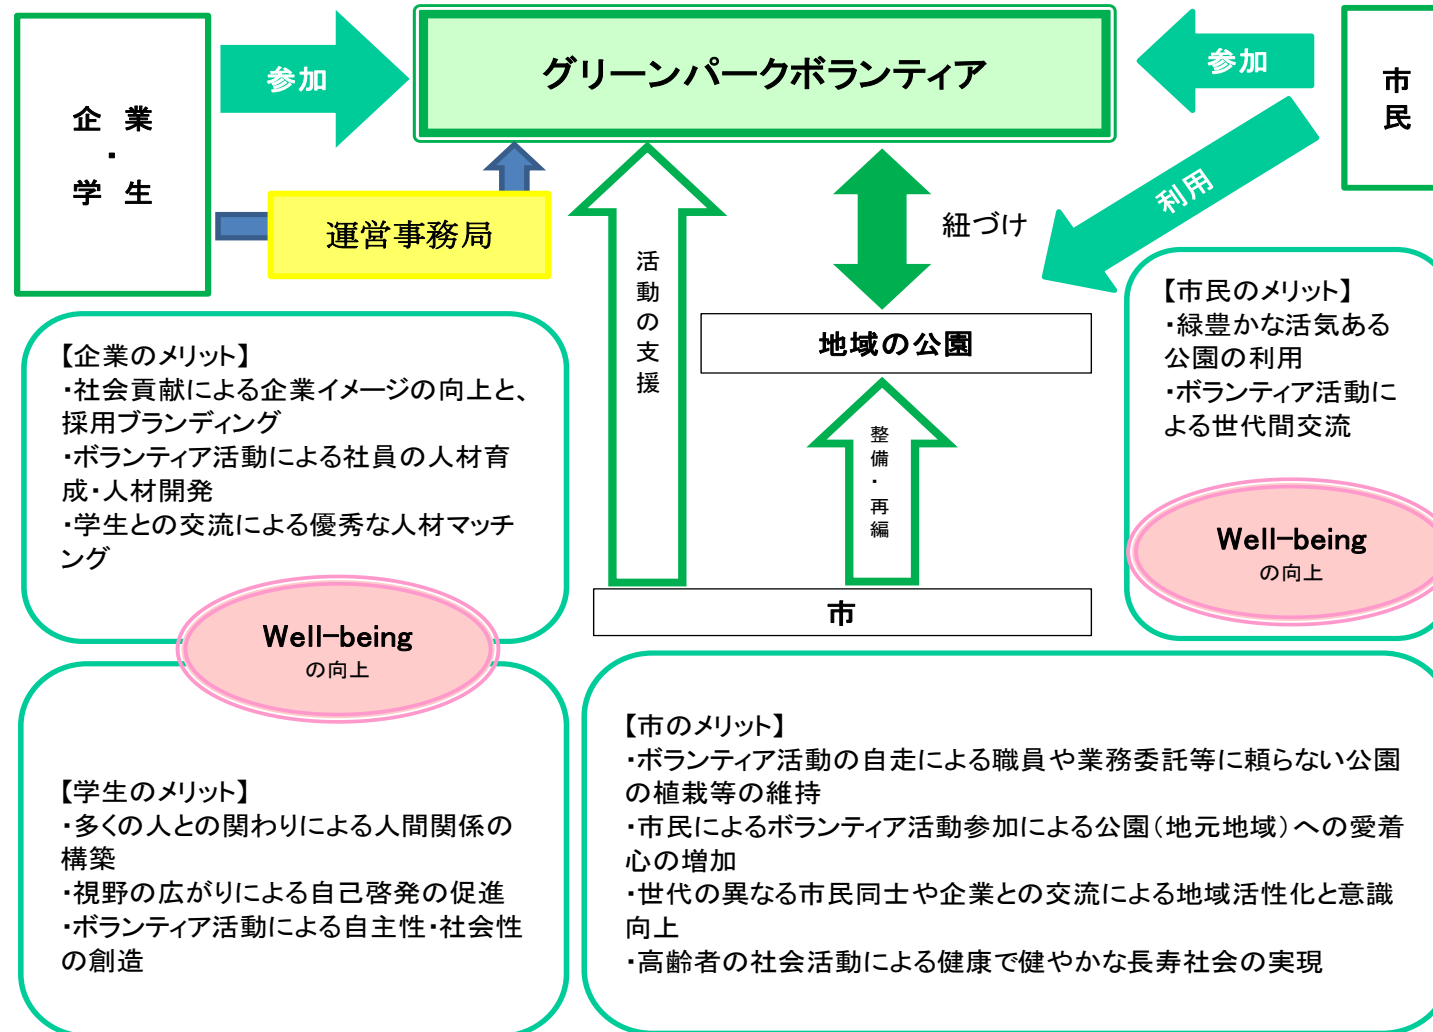 企　業
・
学　生
参加
グリーンパークボランティア
参加
市
民
利用
運営事務局
活動の支援
紐づけ
地域の公園
整備・再編
市
【企業のメリット】
・社会貢献による企業イメージの向上と、
採用ブランディング
・ボランティア活動による社員の人材育
成・人材開発
・学生との交流による優秀な人材マッチ
ング
Well-being
の向上
【学生のメリット】
・多くの人との関わりによる人間関係の
構築
・視野の広がりによる自己啓発の促進
・ボランティア活動による自主性・社会性
の創造
【市民のメリット】
・緑豊かな活気ある
公園の利用
・ボランティア活動に
よる世代間交流
Well-being
の向上
【市のメリット】
・ボランティア活動の自走による職員や業務委託等に頼らない公園
の植栽等の維持
・市民によるボランティア活動参加による公園（地元地域）への愛着
心の増加
・世代の異なる市民同士や企業との交流による地域活性化と意識
向上
・高齢者の社会活動による健康で健やかな長寿社会の実現